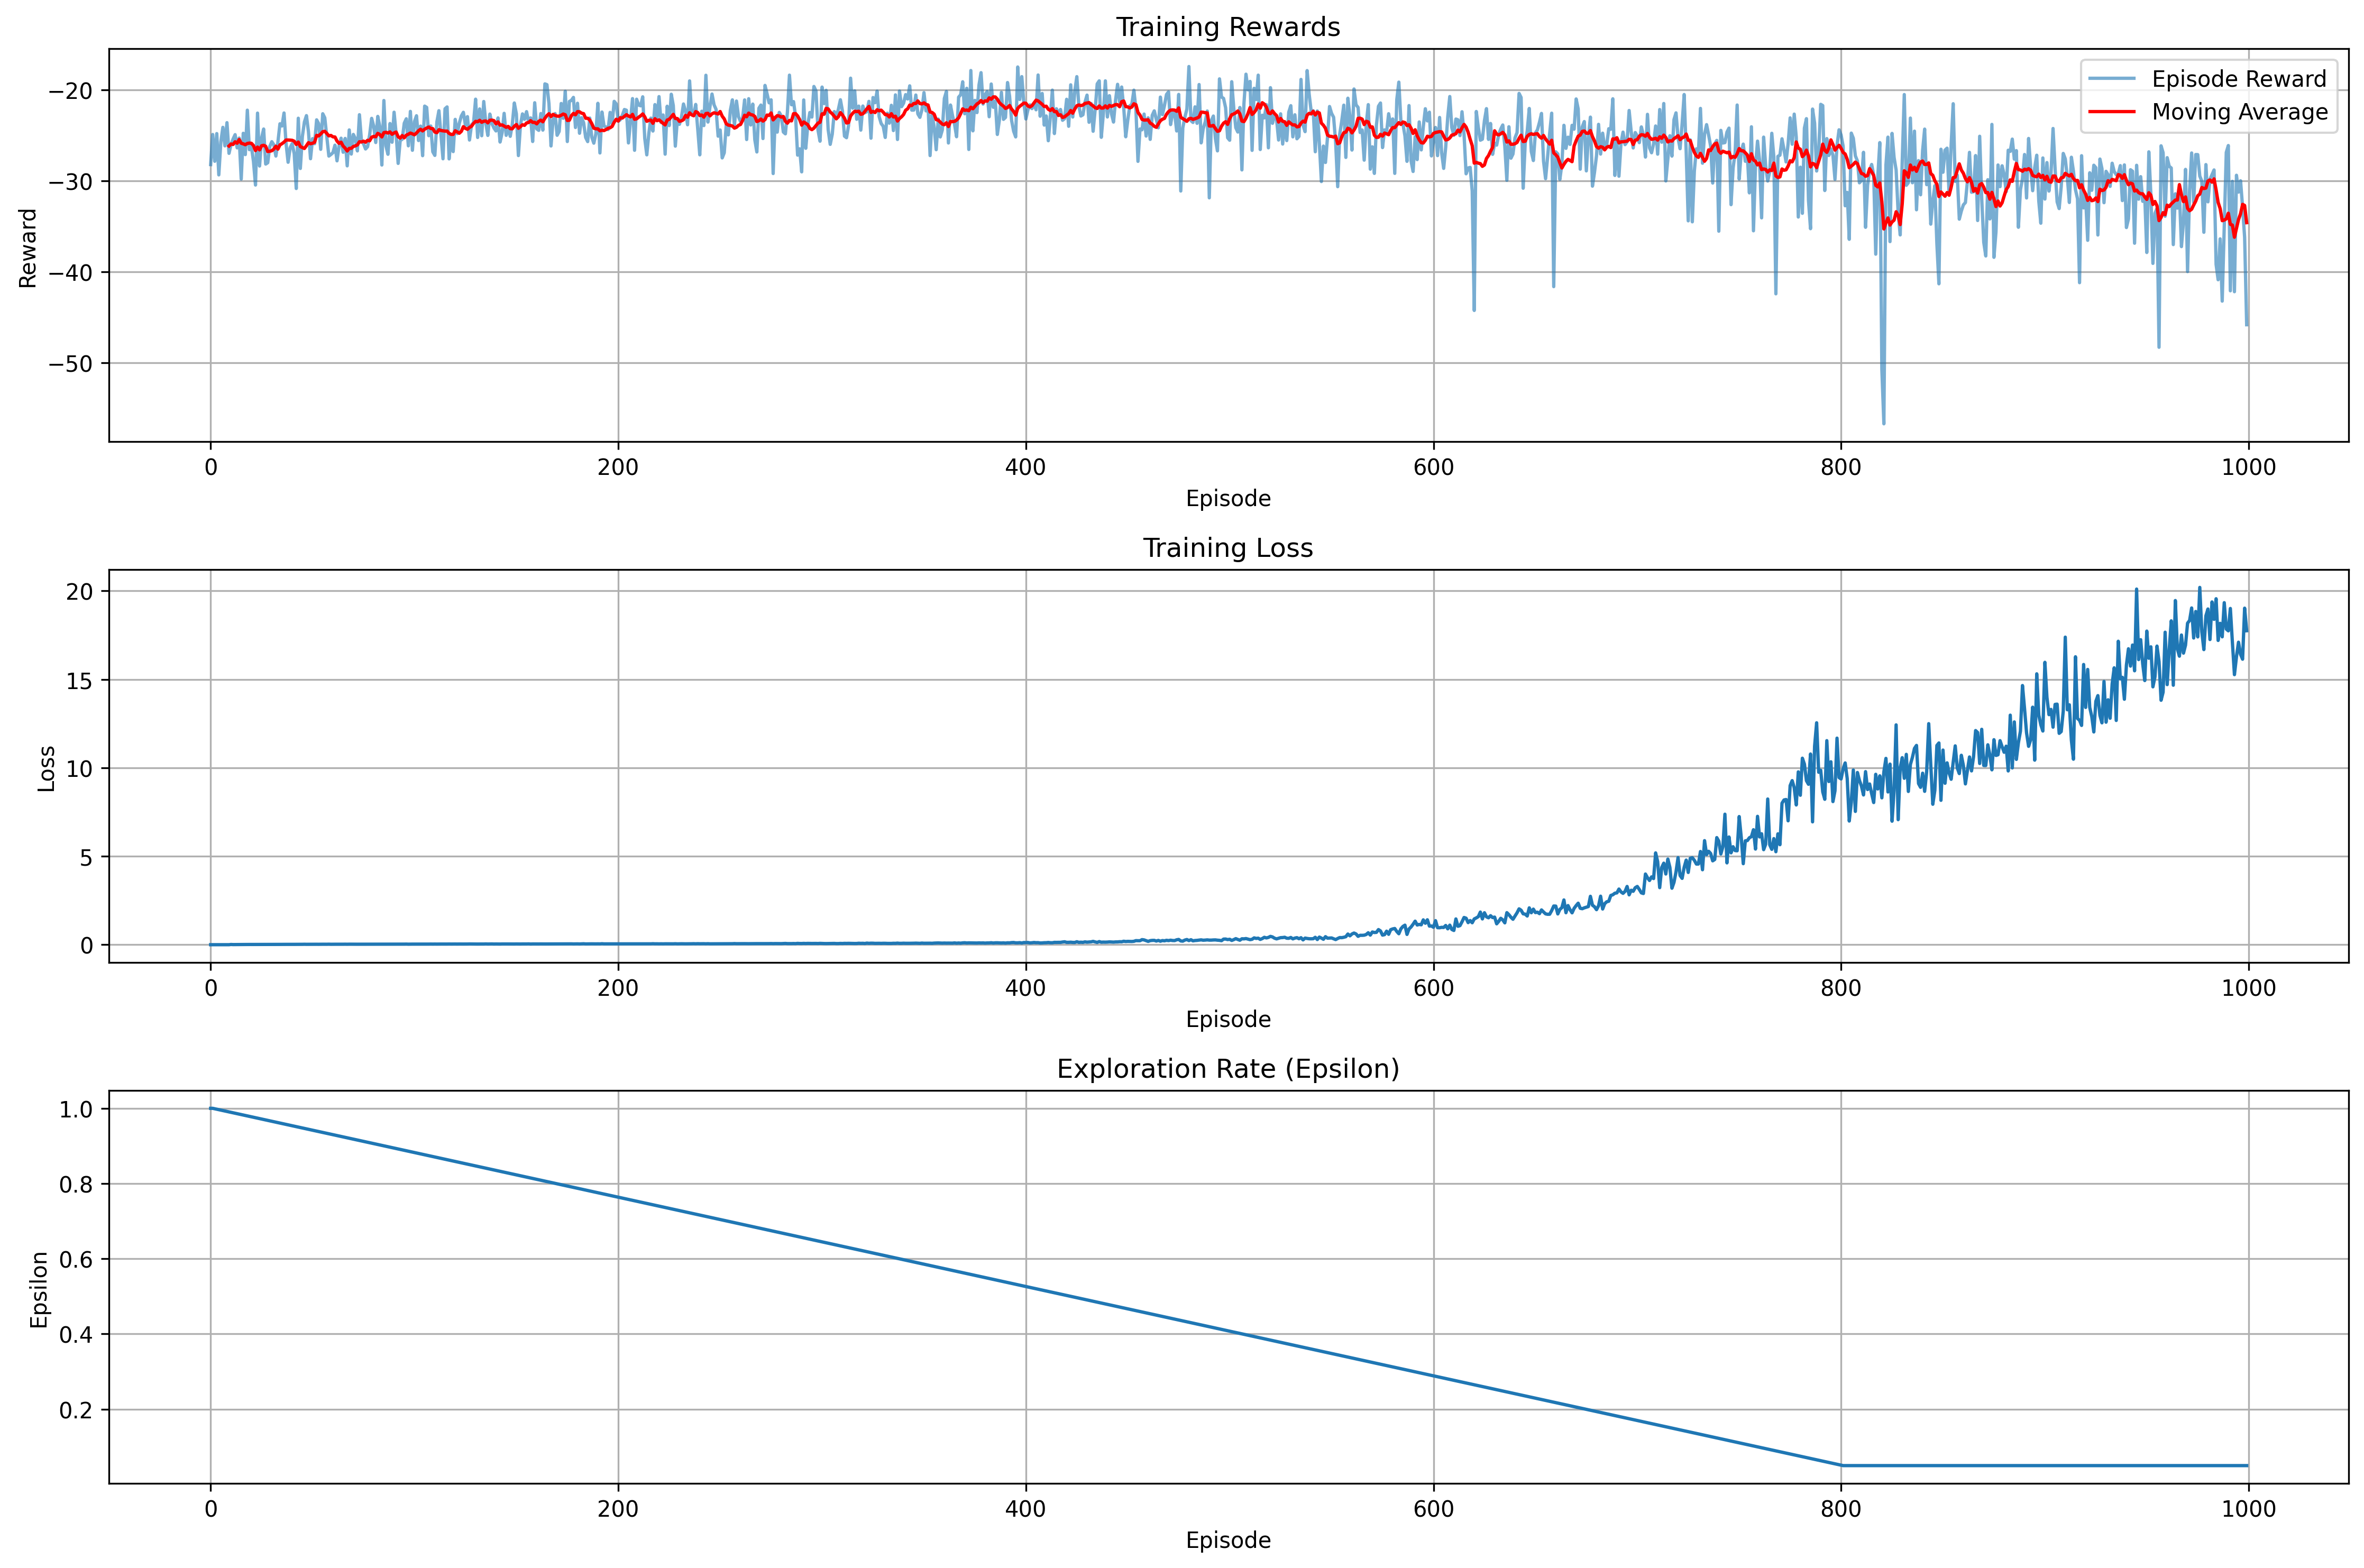 Training Rewards
Reward
−20
−30
−40
−50
Episode Reward
Moving Average
0 200 400 600 800 1000
Episode
Training Loss
Loss
20
15
10
5
0
0 200 400 600 800 1000
Episode
Exploration Rate (Epsilon)
Epsilon
1.0
0.8
0.6
0.4
0.2
0 200 400 600 800 1000
Episode